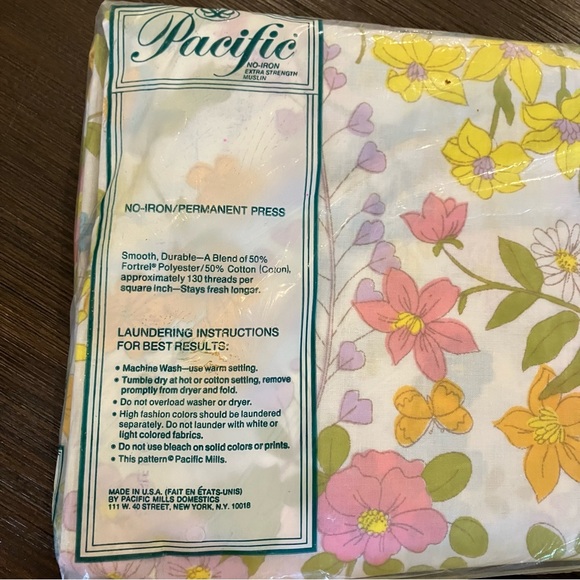 Pacific
NO-IRON
EXTRA STRENGTH
MUSLIN
NO-IRON/PERMANENT PRESS
Smooth, Durable—A Blend of 50%
Fortrel® Polyester/50% Cotton (Coton),
approximately 130 threads per
square inch—Stays fresh longer.
LAUNDERING INSTRUCTIONS
FOR BEST RESULTS:
• Machine Wash—use warm setting.
• Tumble dry at hot or cotton setting, remove
promptly from dryer and fold.
• Do not overload washer or dryer.
• High fashion colors should be laundered
separately. Do not launder with white or
light colored fabrics.
• Do not use bleach on solid colors or prints.
• This pattern © Pacific Mills.
MADE IN U.S.A. (FAIT EN ÉTATS-UNIS)
BY PACIFIC MILLS DOMESTICS
111 W. 40 STREET, NEW YORK, N.Y. 10018